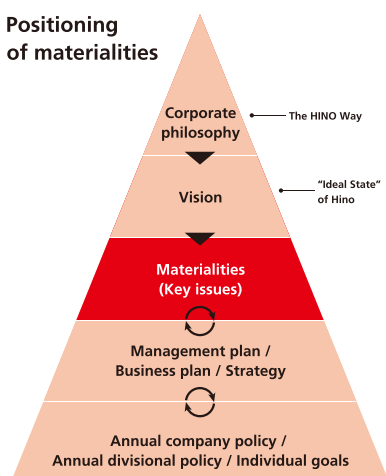 Positioning
of materialities
Corporate
philosophy
The HINO Way
Vision
“Ideal State”
of Hino
Materialities
(Key issues)
Management plan /
Business plan / Strategy
Annual company policy /
Annual divisional policy / Individual goals